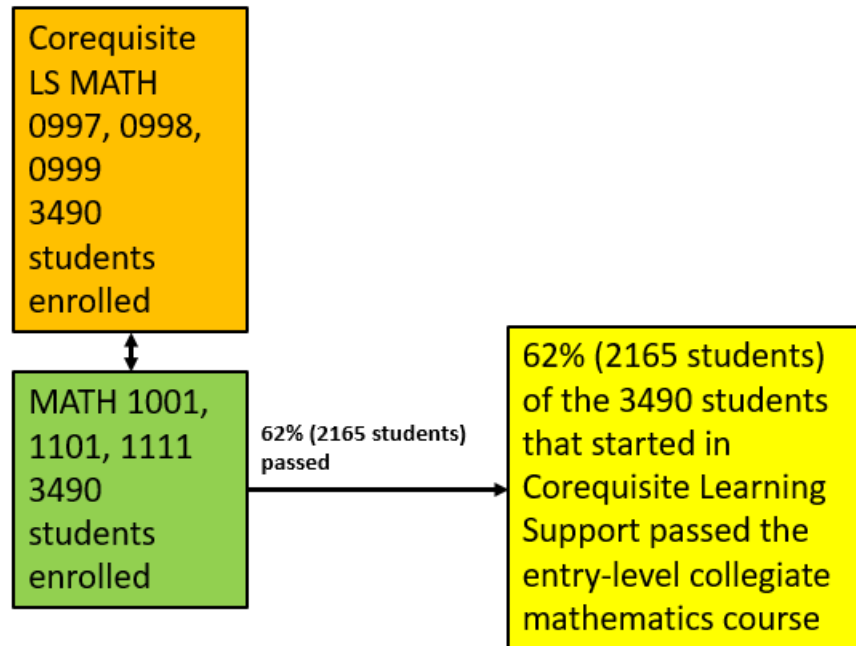 Corequisite
LS MATH
0997, 0998,
0999
3490
students
enrolled
MATH 1001,
1101, 1111
3490
students
enrolled
62% (2165 students)
passed
62% (2165 students)
of the 3490 students
that started in
Corequisite Learning
Support passed the
entry-level collegiate
mathematics course